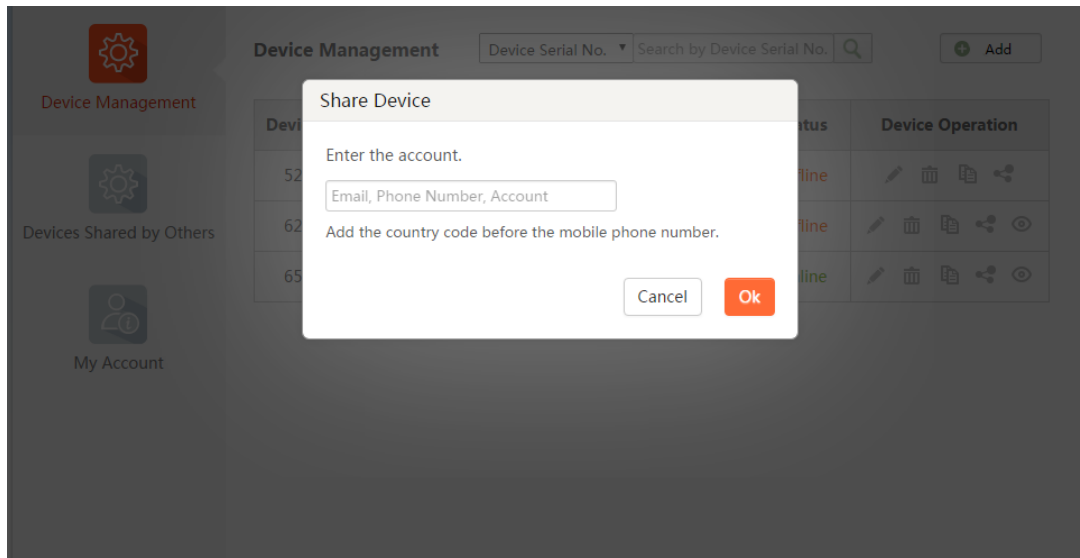 Device Management
Device Serial No.
Search by Device Serial No.
Add
Device Management
Share Device
Device Operation
Enter the account.
Email, Phone Number, Account
Add the country code before the mobile phone number.
Devices Shared by Others
Cancel
Ok
My Account